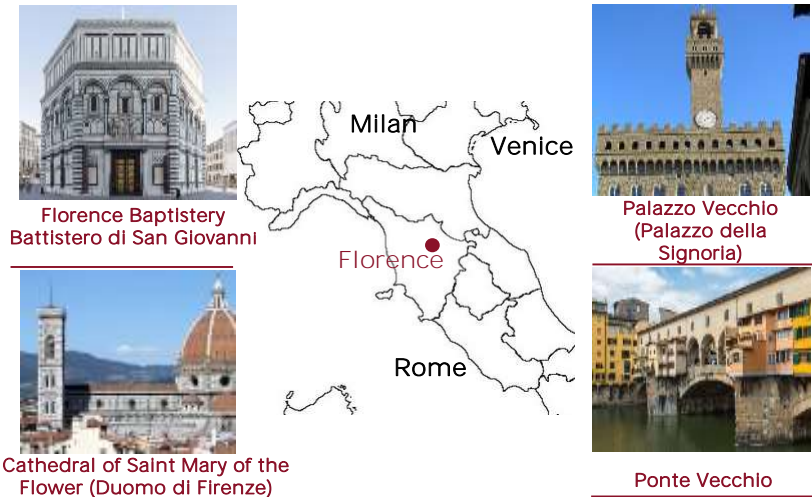 Florence Baptistery
Battistero di San Giovanni
Cathedral of Saint Mary of the
Flower (Duomo di Firenze)
Milan
Venice
Florence
Rome
Palazzo Vecchio
(Palazzo della
Signoria)
Ponte Vecchio